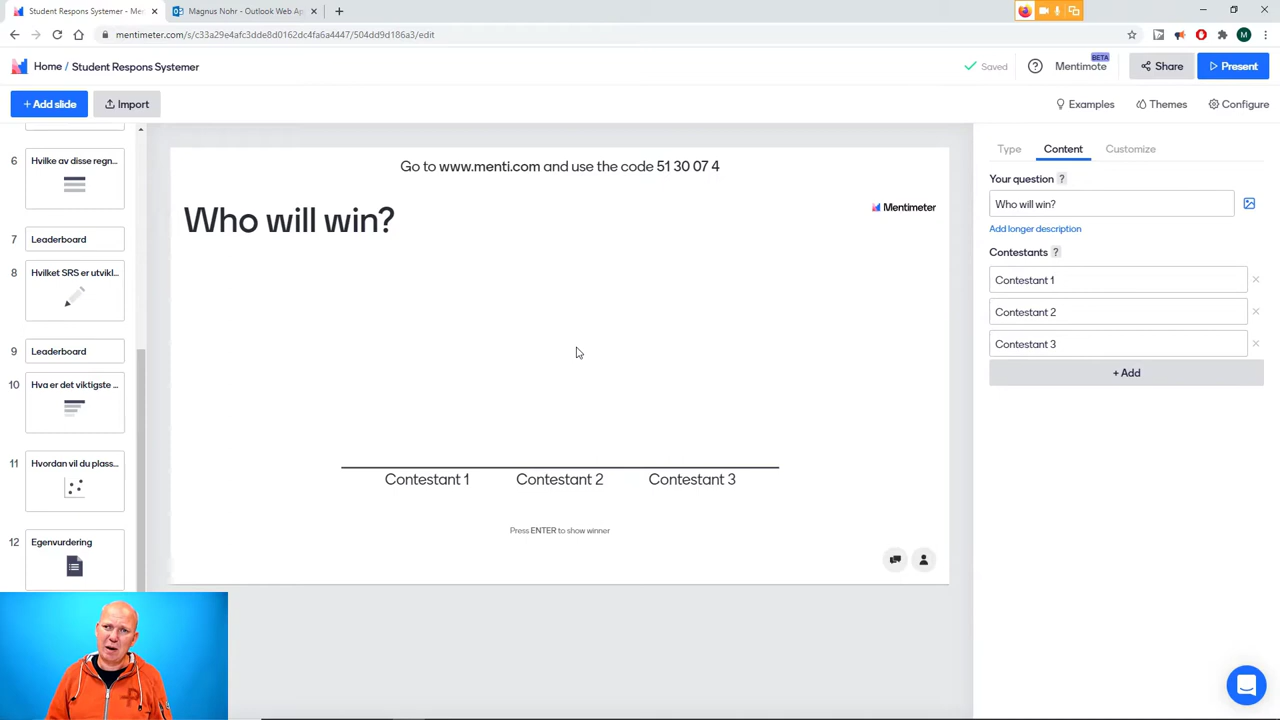 Student Respons Systemer - Mer
Magnus Nohr - Outlook Web App
mentimeter.com/s/c33a29e4afc3dde8d0162dc4fa6a4447/504dd9d186a3/edit
Home / Student Respons Systemer
Saved
Mentimote
BETA
Share
Present
+ Add slide
Import
Examples
Themes
Configure
6
Hvilke av disse regn...
7
Leaderboard
8
Hvilket SRS er utvikl...
9
Leaderboard
10
Hva er det viktigste ...
11
Hvordan vil du plass...
12
Egenvurdering
Go to www.menti.com and use the code 51 30 07 4
Who will win?
Mentimeter
Contestant 1 Contestant 2 Contestant 3
Press ENTER to show winner
Type Content Customize
Your question ?
Who will win?
Add longer description
Contestants ?
Contestant 1
Contestant 2
Contestant 3
+ Add